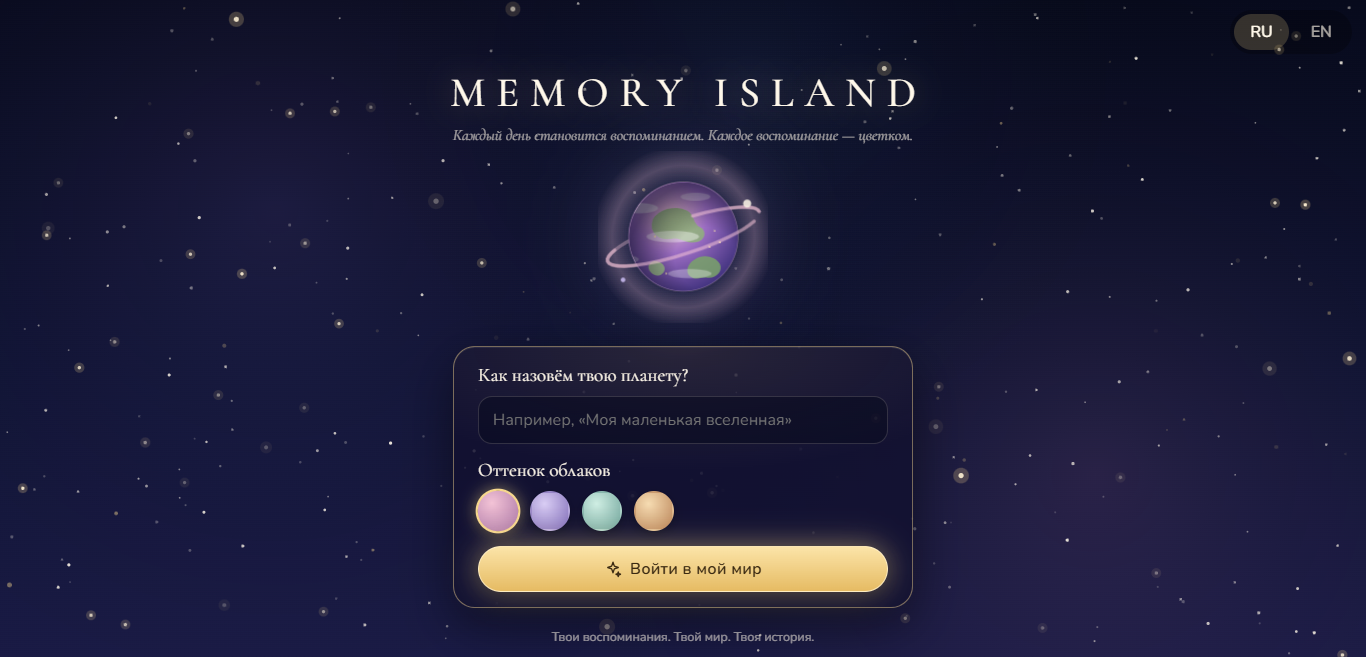 RU EN
MEMORY ISLAND
Каждый день становится воспоминанием. Каждое воспоминание — цветком.
Как назовём твою планету?
Например, «Моя маленькая вселенная»
Оттенок облаков
Войти в мой мир
Твои воспоминания. Твой мир. Твоя история.